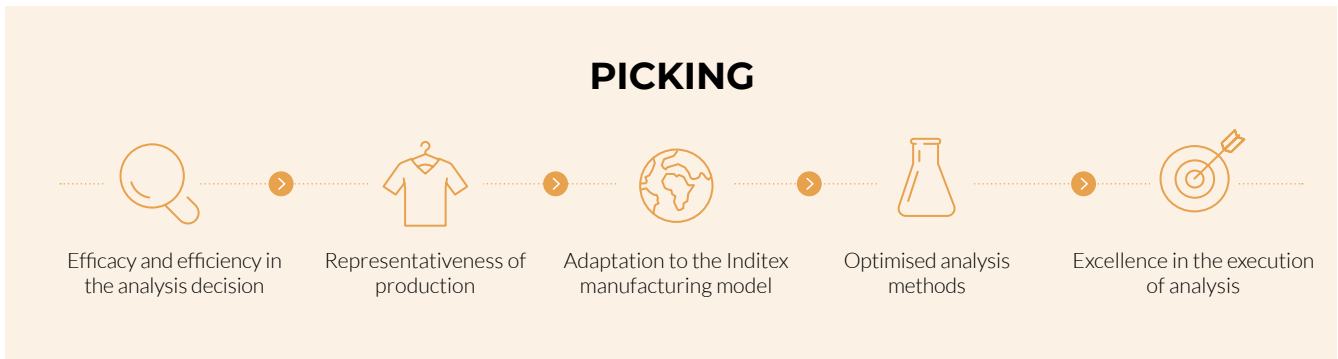 PICKING
Efficacy and efficiency in
the analysis decision
Representativeness of
production
Adaptation to the Inditex
manufacturing model
Optimised analysis
methods
Excellence in the execution
of analysis